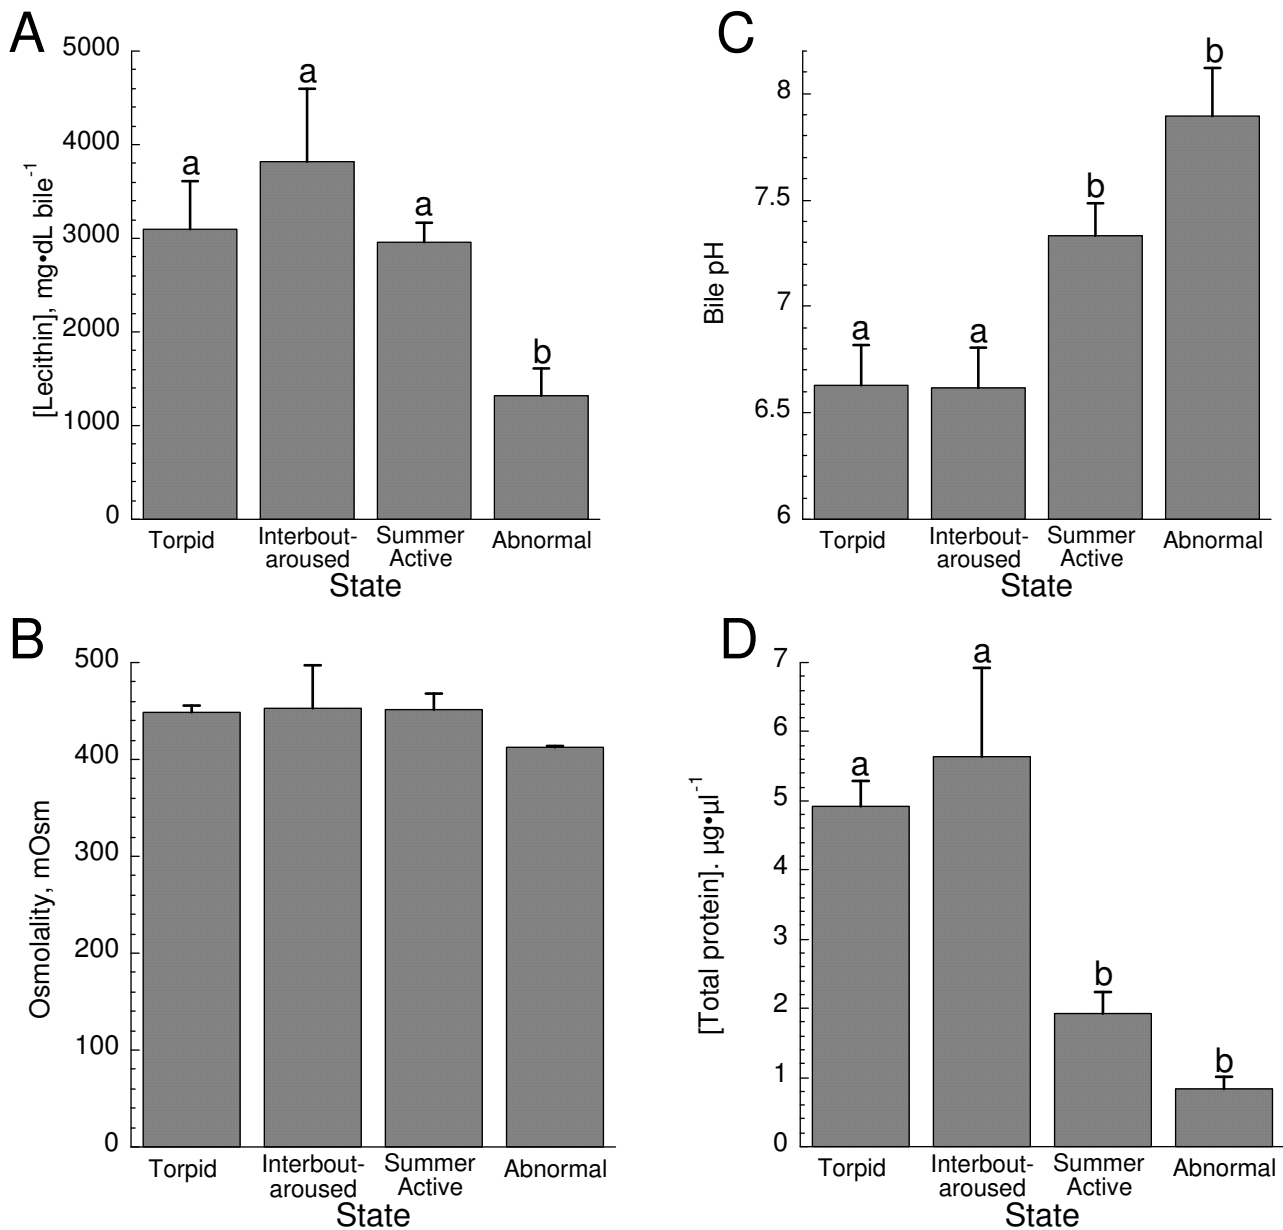 A
5000
4000
3000
2000
1000
0
[Lecithin], mg•dL bile⁻¹
a
a
a
b
Torpid
Interbout-
aroused
Summer
Active
Abnormal
State
C
8
7.5
7
6.5
6
Bile pH
a
a
b
b
Torpid
Interbout-
aroused
Summer
Active
Abnormal
State
B
500
400
300
200
100
0
Osmolality, mOsm
Torpid
Interbout-
aroused
Summer
Active
Abnormal
State
D
7
6
5
4
3
2
1
0
[Total protein]. µg•µl⁻¹
a
a
b
b
Torpid
Interbout-
aroused
Summer
Active
Abnormal
State